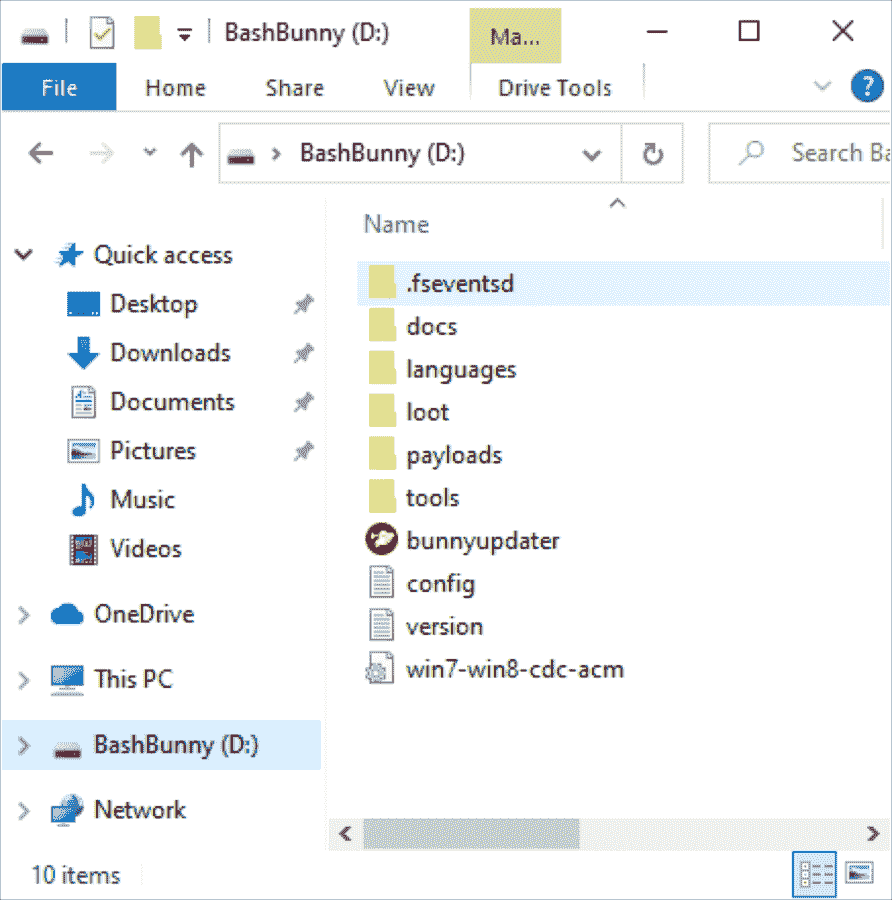 BashBunny (D:)
Ma...
File Home Share View Drive Tools
?
BashBunny (D:)
Search Ba
Name
Quick access
Desktop
Downloads
Documents
Pictures
Music
Videos
OneDrive
This PC
BashBunny (D:)
Network
.fseventsd
docs
languages
loot
payloads
tools
bunnyupdater
config
version
win7-win8-cdc-acm
10 items